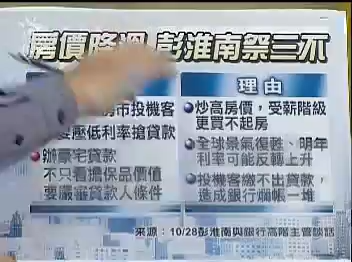 房價降溫 彭淮南祭三不
理由
市投機客
壓低利率搶貸款
辦豪宅貸款
不只看擔保品價值
要嚴審貸款人條件
炒高房價，受薪階級
更買不起房
全球景氣復甦、明年
利率可能反轉上升
投機客繳不出貸款，
造成銀行爛帳一堆
來源：10/28彭淮南與銀行高階主管談話